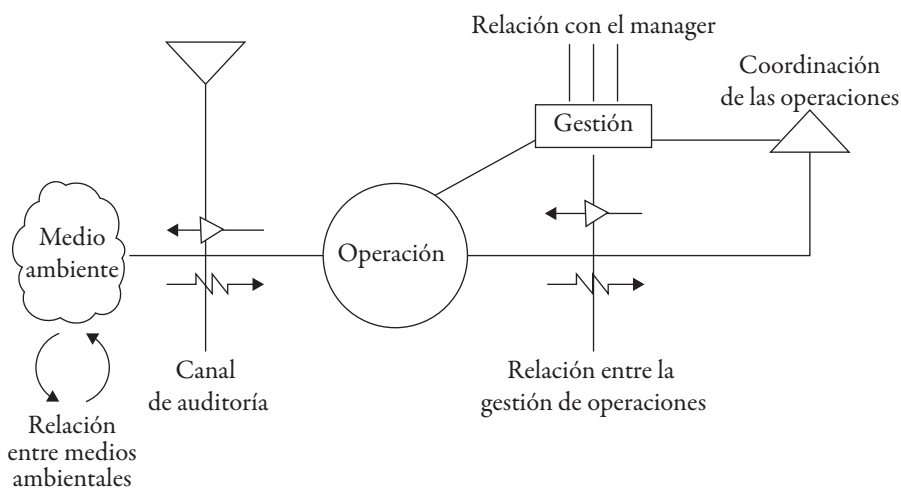 Relación con el manager
Coordinación
de las operaciones
Gestión
Medio
ambiente
Operación
Canal
de auditoría
Relación entre la
gestión de operaciones
Relación
entre medios
ambientales